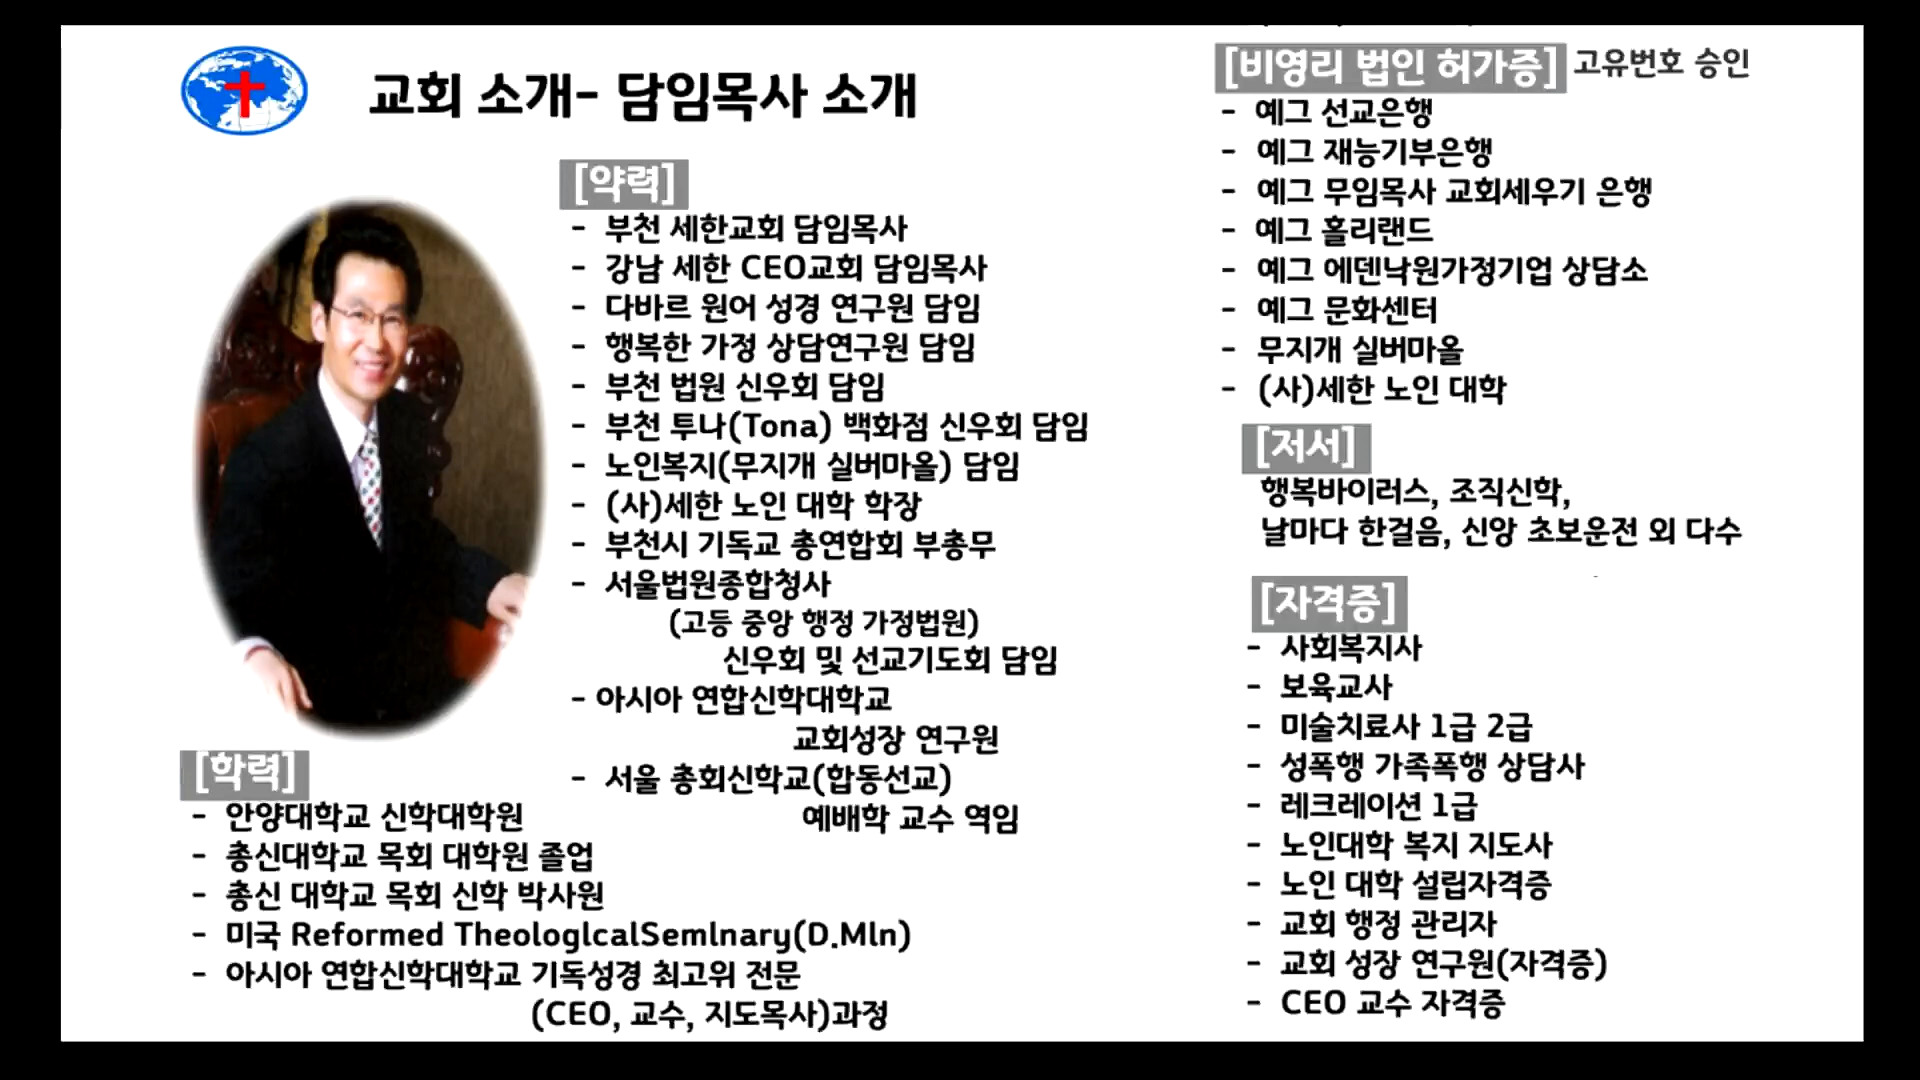 교회 소개- 담임목사 소개
[약력]
- 부천 세한교회 담임목사
- 강남 세한 CEO교회 담임목사
- 다바르 원어 성경 연구원 담임
- 행복한 가정 상담연구원 담임
- 부천 법원 신우회 담임
- 부천 투나(Tona) 백화점 신우회 담임
- 노인복지(무지개 실버마을) 담임
- (사)세한 노인 대학 학장
- 부천시 기독교 총연합회 부총무
- 서울법원종합청사
(고등 중앙 행정 가정법원)
신우회 및 선교기도회 담임
- 아시아 연합신학대학교
교회성장 연구원
- 서울 총회신학교(합동선교)
예배학 교수 역임
[학력]
- 안양대학교 신학대학원
- 총신대학교 목회 대학원 졸업
- 총신 대학교 목회 신학 박사원
- 미국 Reformed TheologlcalSemlnary(D.Mln)
- 아시아 연합신학대학교 기독성경 최고위 전문
(CEO, 교수, 지도목사)과정
[비영리 법인 허가증] 고유번호 승인
- 예그 선교은행
- 예그 재능기부은행
- 예그 무임목사 교회세우기 은행
- 예그 홀리랜드
- 예그 에덴낙원가정기업 상담소
- 예그 문화센터
- 무지개 실버마을
- (사)세한 노인 대학
[저서]
행복바이러스, 조직신학,
날마다 한걸음, 신앙 초보운전 외 다수
[자격증]
- 사회복지사
- 보육교사
- 미술치료사 1급 2급
- 성폭행 가족폭행 상담사
- 레크레이션 1급
- 노인대학 복지 지도사
- 노인 대학 설립자격증
- 교회 행정 관리자
- 교회 성장 연구원(자격증)
- CEO 교수 자격증